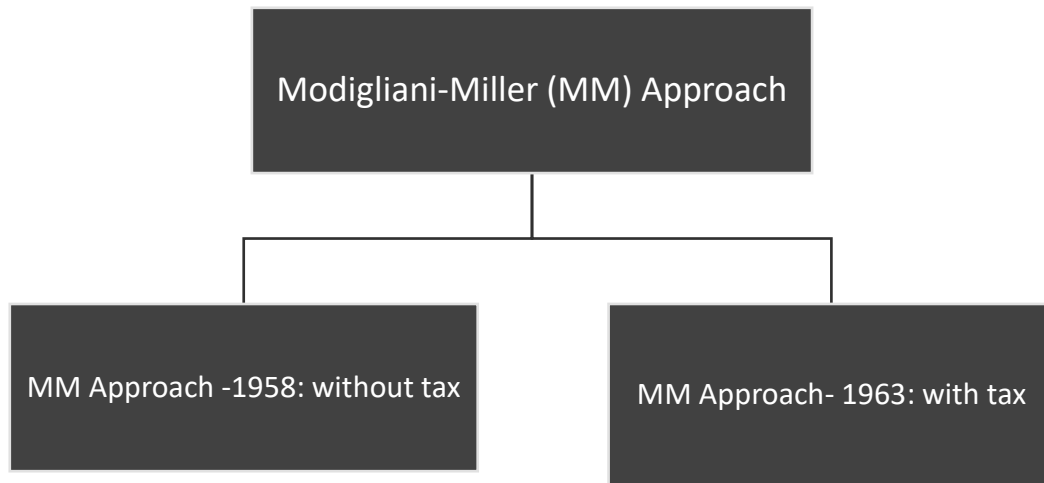 Modigliani-Miller (MM) Approach
MM Approach -1958: without tax
MM Approach- 1963: with tax